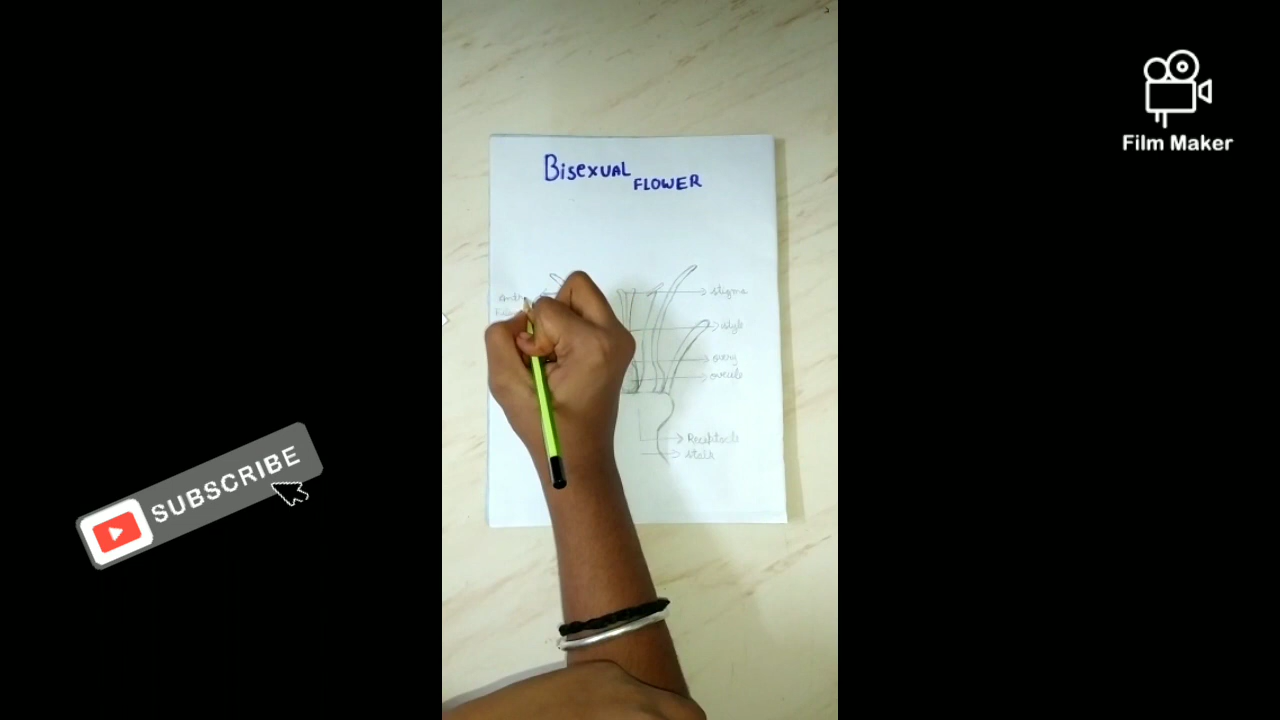 Film Maker
Bisexual
FLOWER
stigma
style
ovary
ovule
Receptacle
stalk
SUBSCRIBE